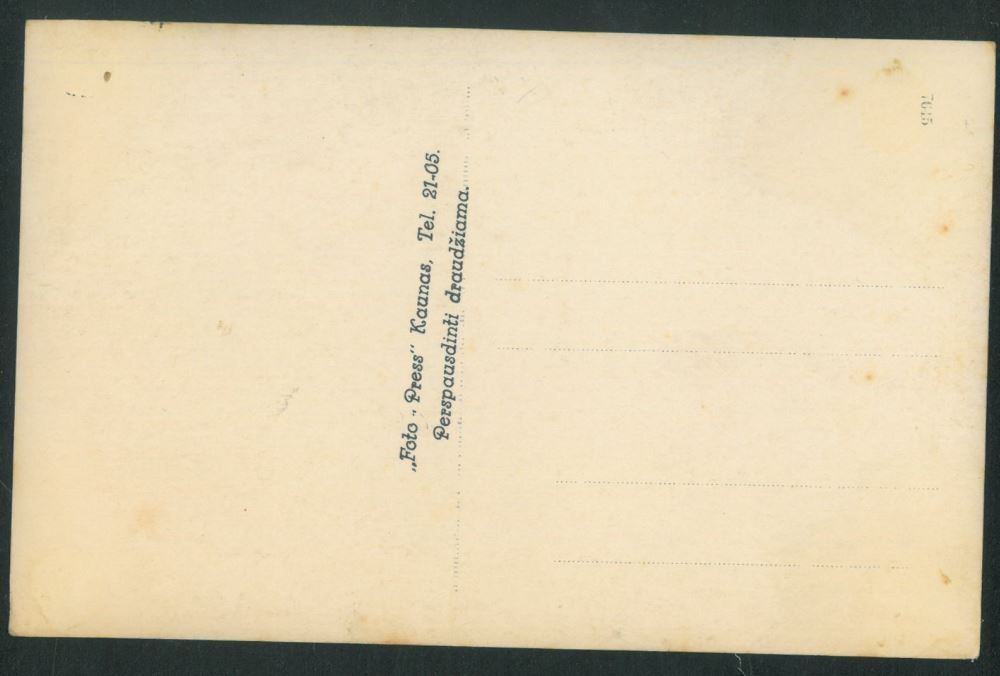 „Foto - Press“ Kaunas, Tel. 21-05.
Perspausdinti draudžiama.